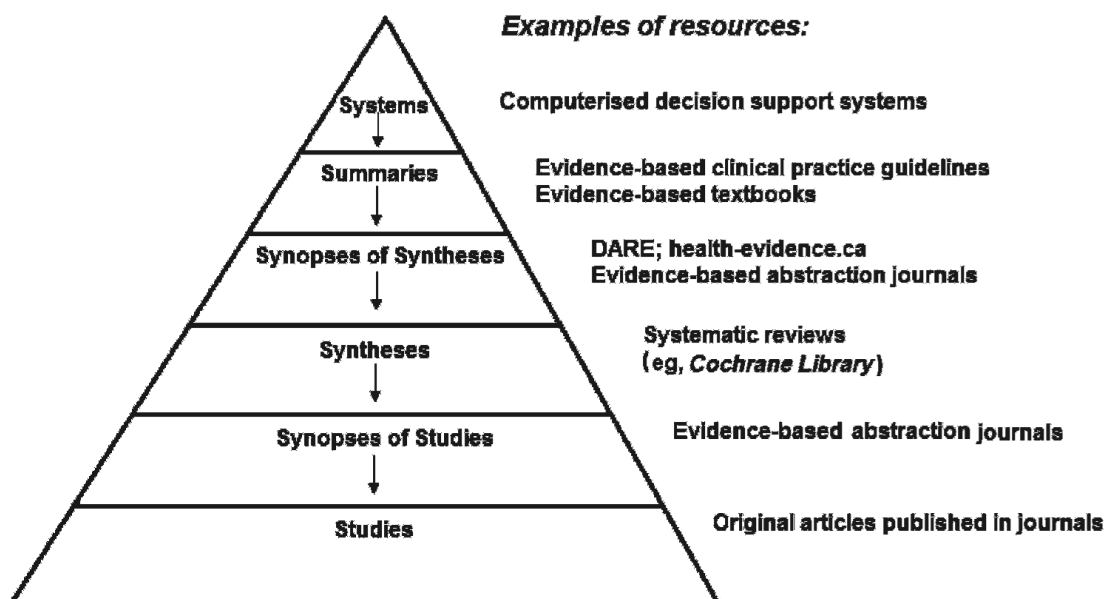 Examples of resources:
Systems
Computerised decision support systems
Summaries
Evidence-based clinical practice guidelines
Evidence-based textbooks
Synopses of Syntheses
DARE; health-evidence.ca
Evidence-based abstraction journals
Syntheses
Systematic reviews
(eg, Cochrane Library)
Synopses of Studies
Evidence-based abstraction journals
Studies
Original articles published in journals